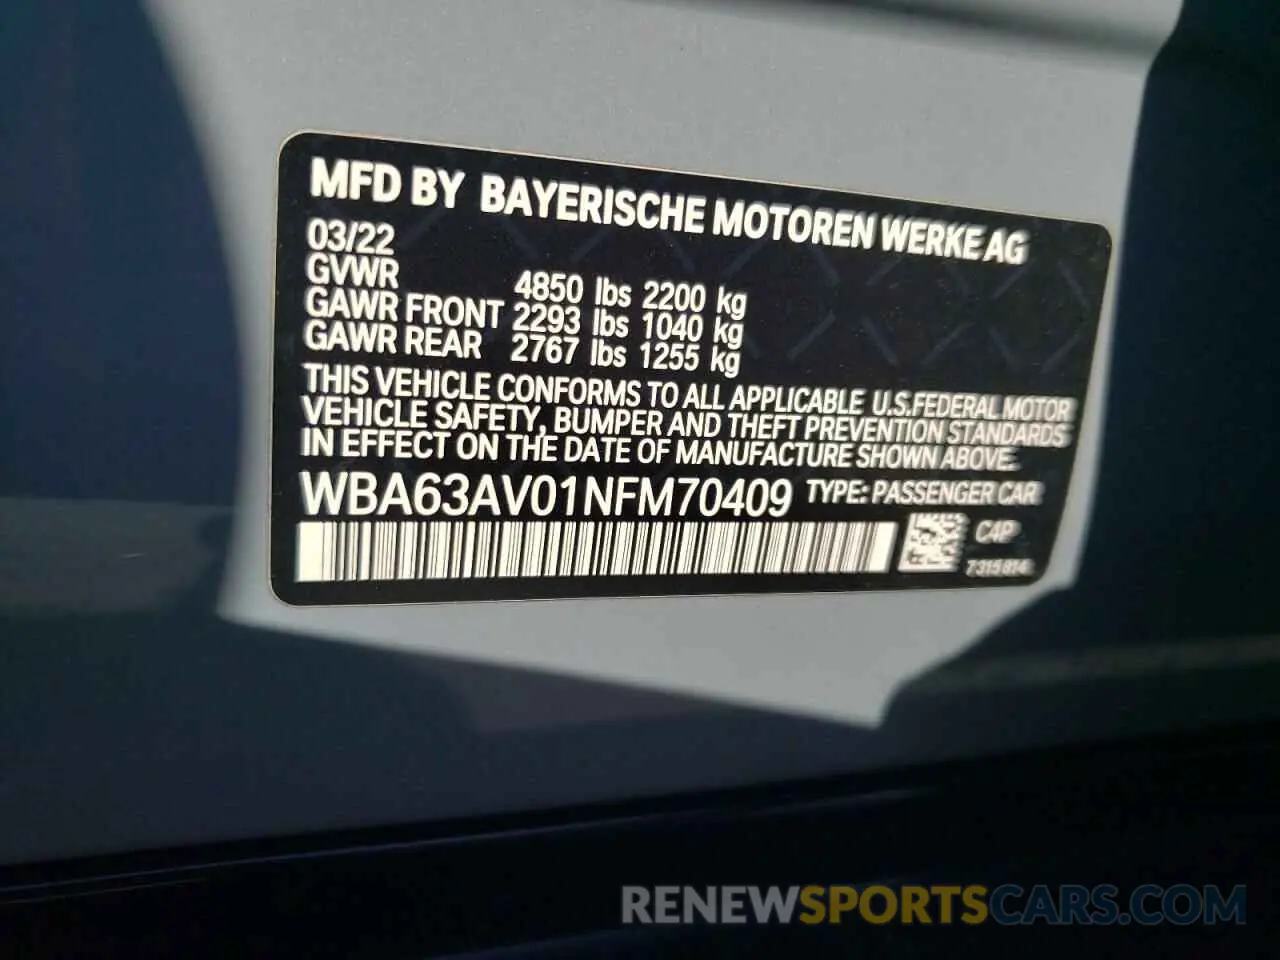 MFD BY BAYERISCHE MOTOREN WERKE AG
03/22
GVWR 4850 lbs 2200 kg
GAWR FRONT 2293 lbs 1040 kg
GAWR REAR 2767 lbs 1255 kg
THIS VEHICLE CONFORMS TO ALL APPLICABLE U.S.FEDERAL MOTOR
VEHICLE SAFETY, BUMPER AND THEFT PREVENTION STANDARDS
IN EFFECT ON THE DATE OF MANUFACTURE SHOWN ABOVE.
WBA63AV01NFM70409 TYPE: PASSENGER CAR
C4P
7315814
RENEWSPORTSCARS.COM